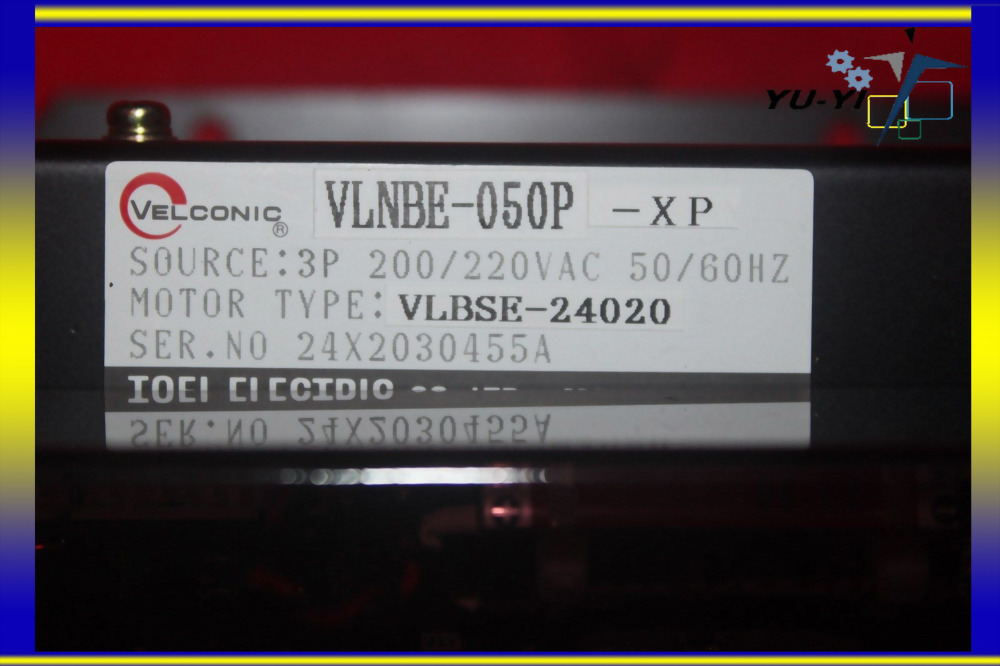 YU-YI
VELCONIC ® VLNBE-050P -XP
SOURCE:3P 200/220VAC 50/60HZ
MOTOR TYPE: VLBSE-24020
SER.NO 24X2030455A